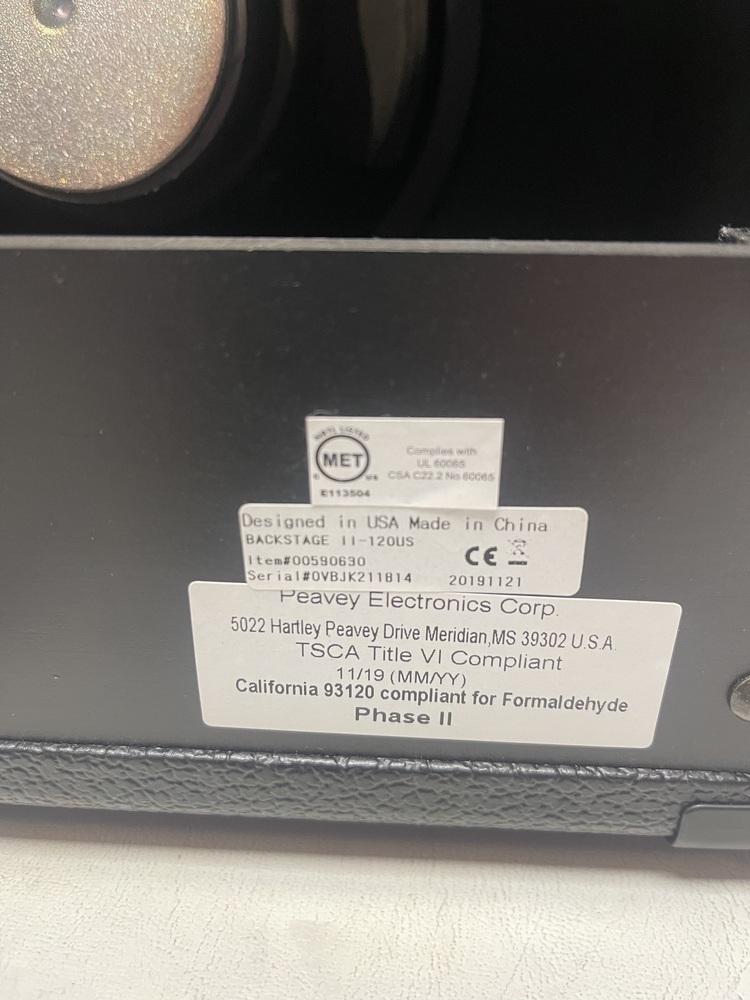 MET
E113504
Complies with
UL 60065
CSA C22.2 No 60065
Designed in USA Made in China
BACKSTAGE II-120US
Item#00590630
Serial#OVBJK211814
CE
20191121
Peavey Electronics Corp.
5022 Hartley Peavey Drive Meridian,MS 39302 U.S.A.
TSCA Title VI Compliant
11/19 (MM/YY)
California 93120 compliant for Formaldehyde
Phase II